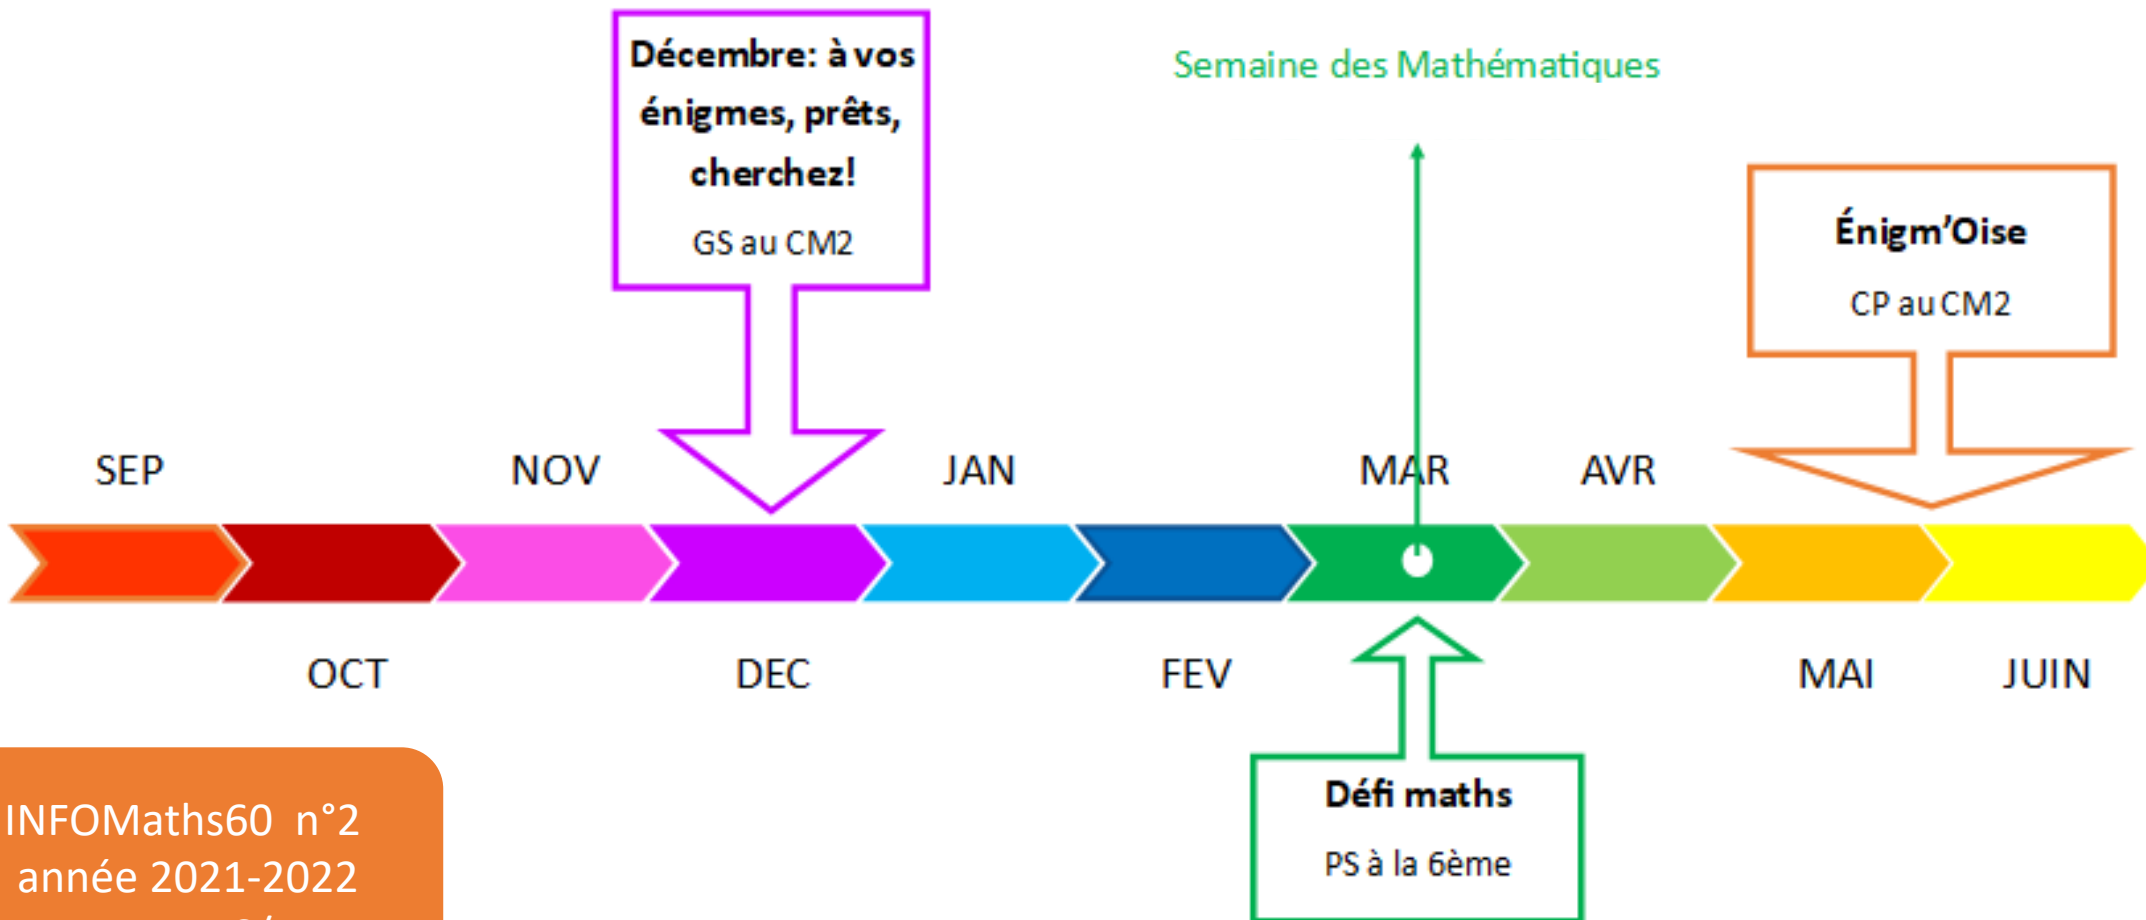 Décembre: à vos
énigmes, prêts,
cherchez!
GS au CM2
Semaine des Mathématiques
Énigm'Oise
CP au CM2
SEP
NOV
JAN
MAR
AVR
OCT
DEC
FEV
MAI
JUIN
Défi maths
PS à la 6ème
INFOMaths60 n°2
année 2021-2022